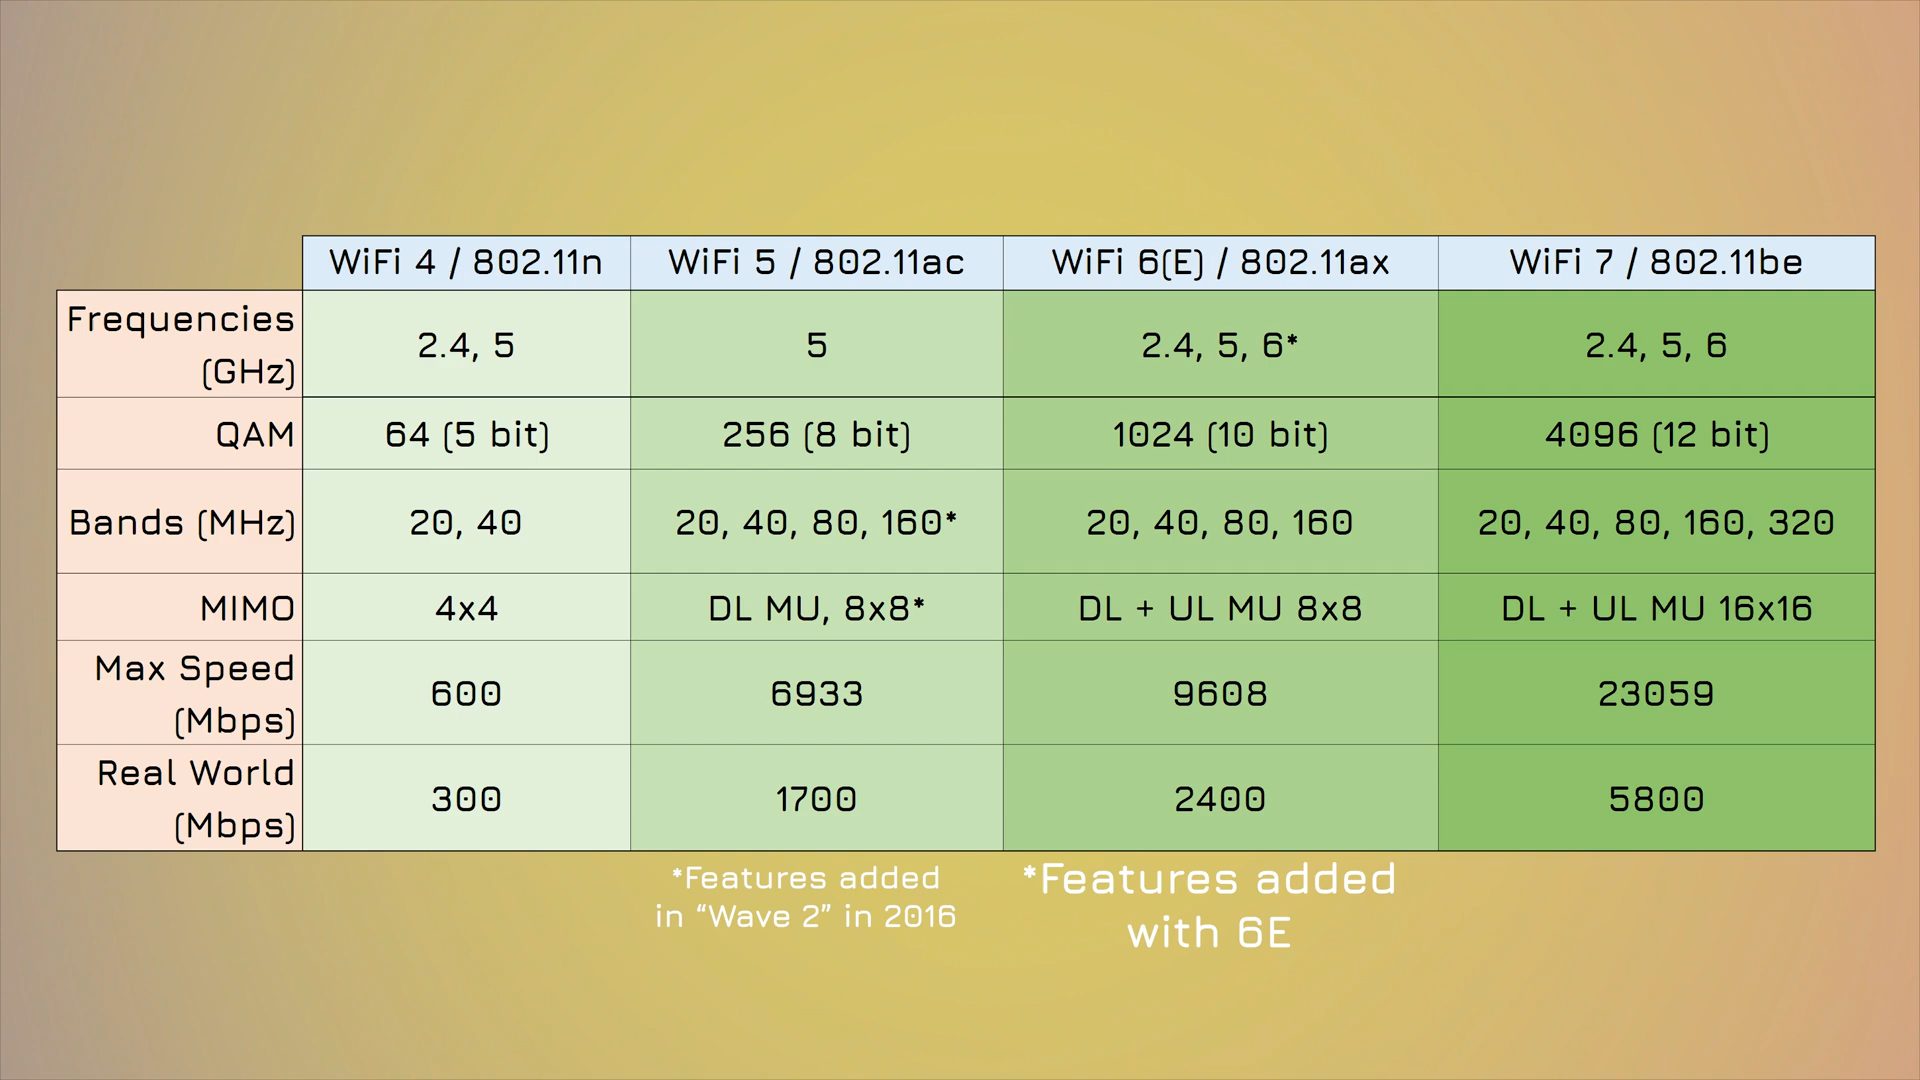 WiFi 4 / 802.11n WiFi 5 / 802.11ac WiFi 6(E) / 802.11ax WiFi 7 / 802.11be
Frequencies
(GHz) 2.4, 5 5 2.4, 5, 6* 2.4, 5, 6
QAM 64 (5 bit) 256 (8 bit) 1024 (10 bit) 4096 (12 bit)
Bands (MHz) 20, 40 20, 40, 80, 160* 20, 40, 80, 160 20, 40, 80, 160, 320
MIMO 4x4 DL MU, 8x8* DL + UL MU 8x8 DL + UL MU 16x16
Max Speed
(Mbps) 600 6933 9608 23059
Real World
(Mbps) 300 1700 2400 5800
*Features added
in “Wave 2” in 2016
*Features added
with 6E